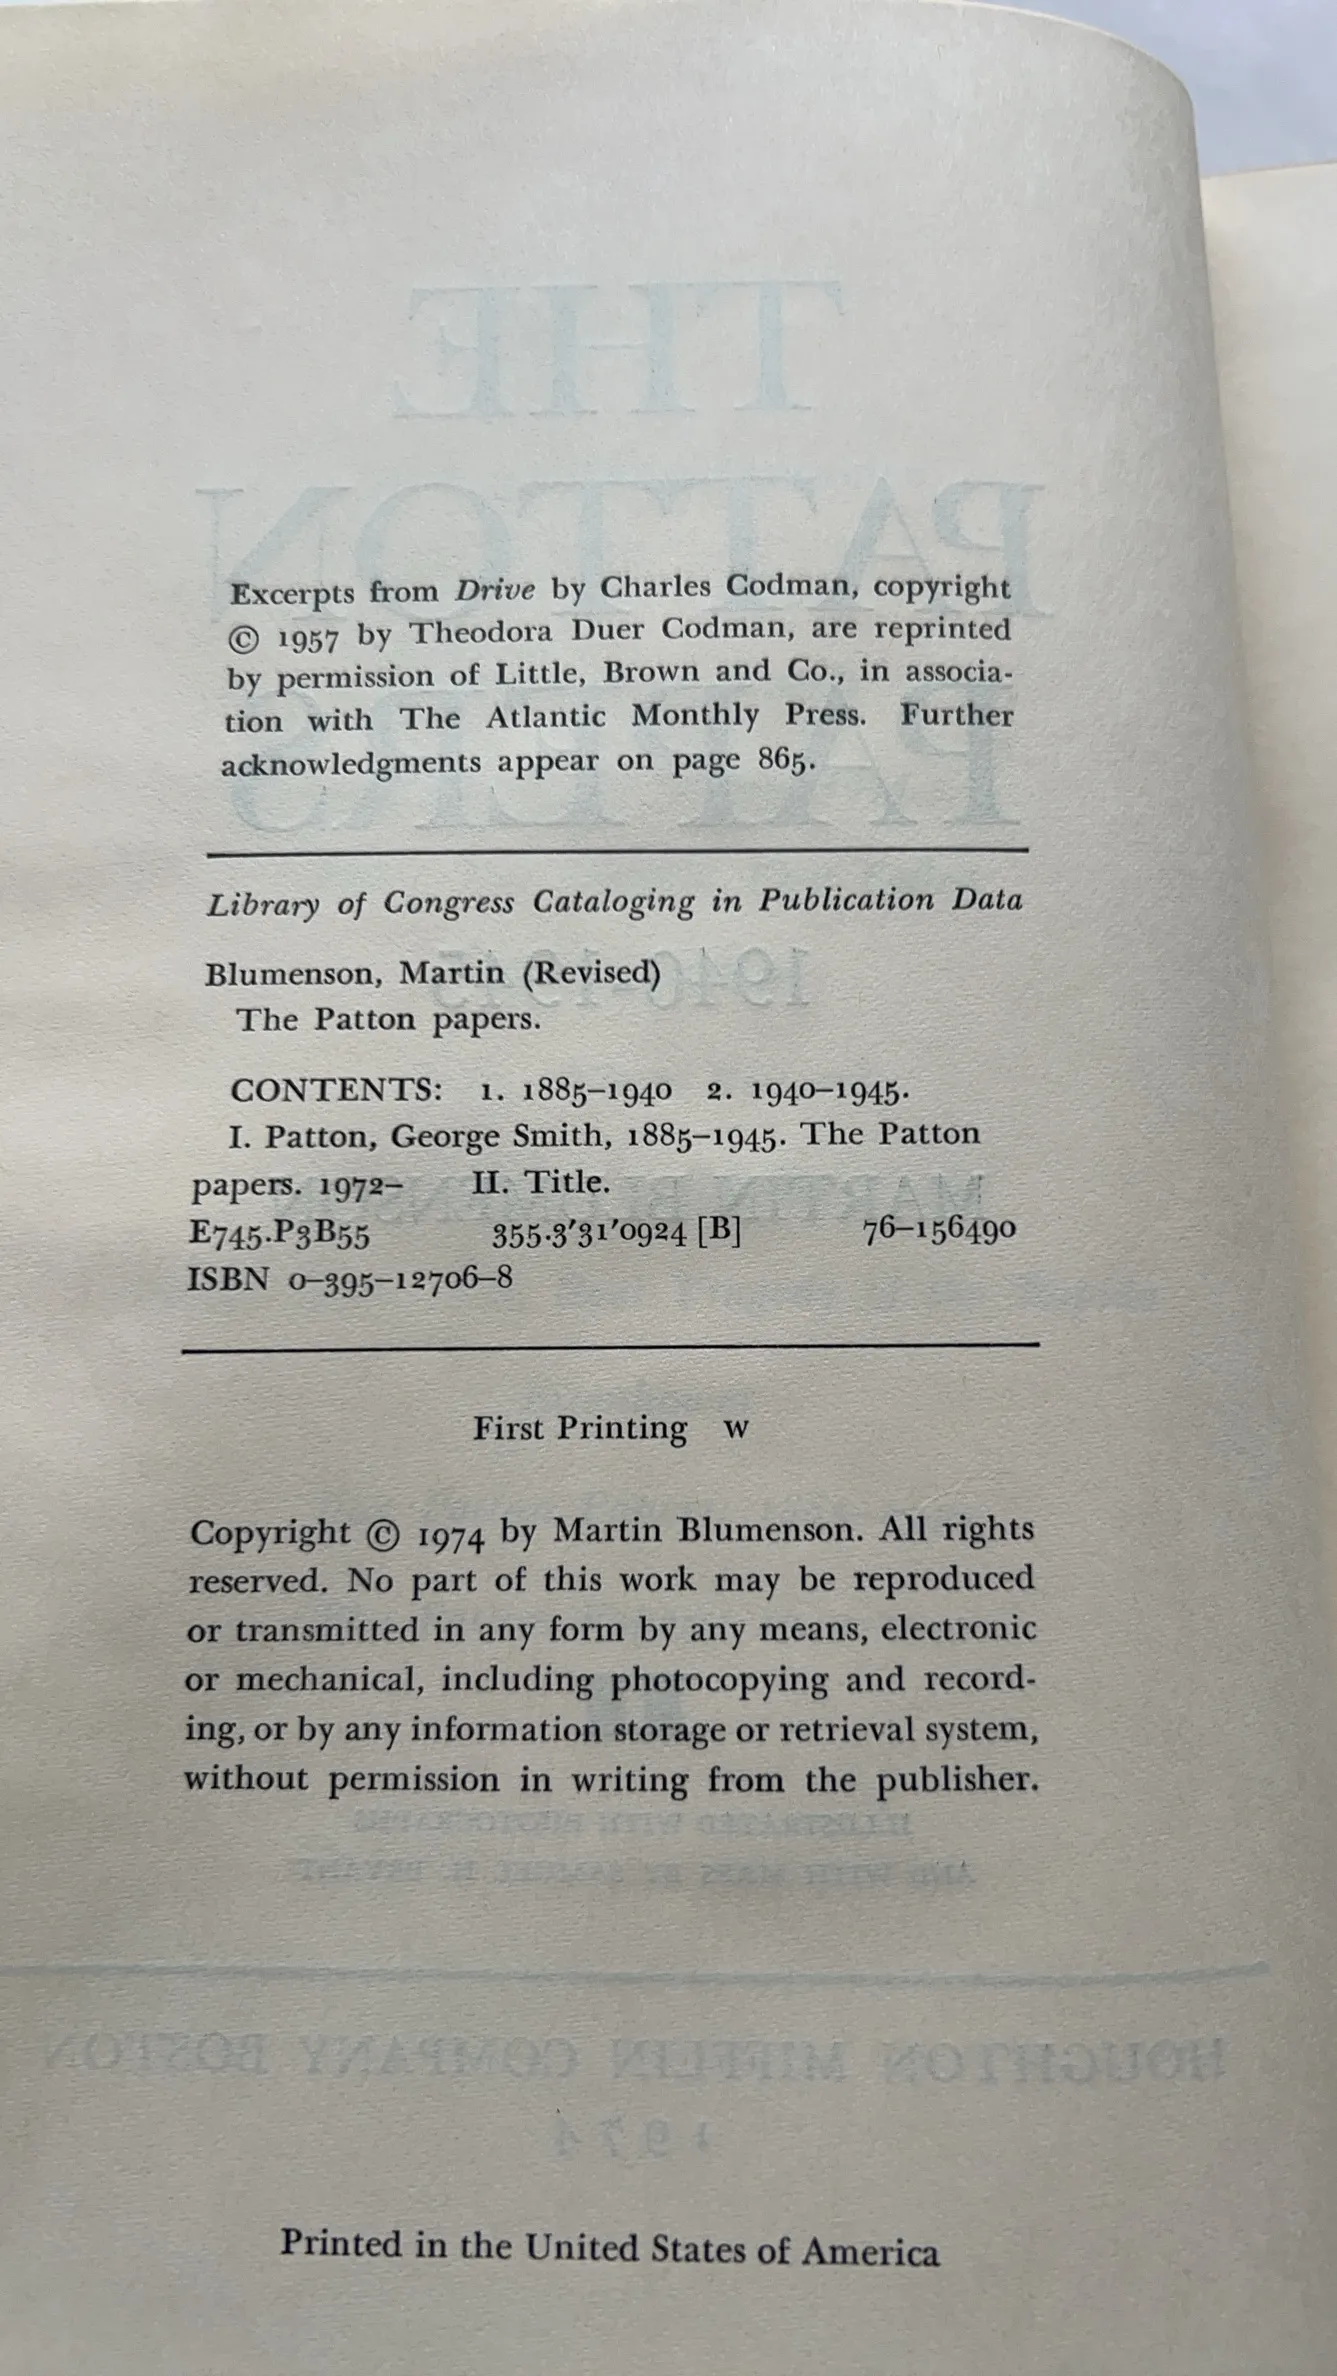 Excerpts from Drive by Charles Codman, copyright
© 1957 by Theodora Duer Codman, are reprinted
by permission of Little, Brown and Co., in associa-
tion with The Atlantic Monthly Press. Further
acknowledgments appear on page 865.
Library of Congress Cataloging in Publication Data
Blumenson, Martin (Revised)
The Patton papers.
CONTENTS: 1. 1885–1940 2. 1940–1945.
I. Patton, George Smith, 1885–1945. The Patton
papers. 1972– II. Title.
E745.P3B55 355.3'31'0924 [B] 76–156490
ISBN 0–395–12706–8
First Printing w
Copyright © 1974 by Martin Blumenson. All rights
reserved. No part of this work may be reproduced
or transmitted in any form by any means, electronic
or mechanical, including photocopying and record-
ing, or by any information storage or retrieval system,
without permission in writing from the publisher.
Printed in the United States of America